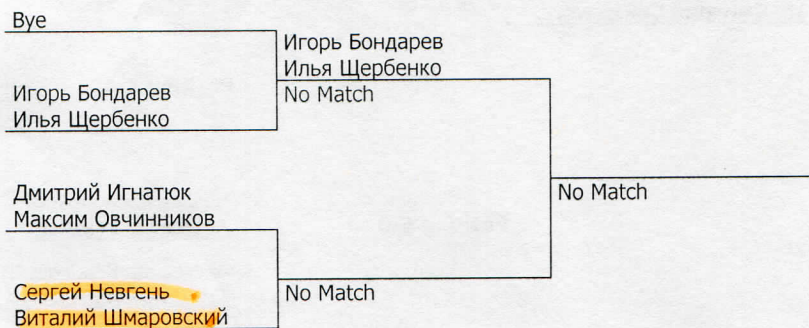 Bye
Игорь Бондарев
Илья Щербенко
No Match
Игорь Бондарев
Илья Щербенко
No Match
Дмитрий Игнатюк
Максим Овчинников
No Match
Сергей Невгень
Виталий Шмаровский